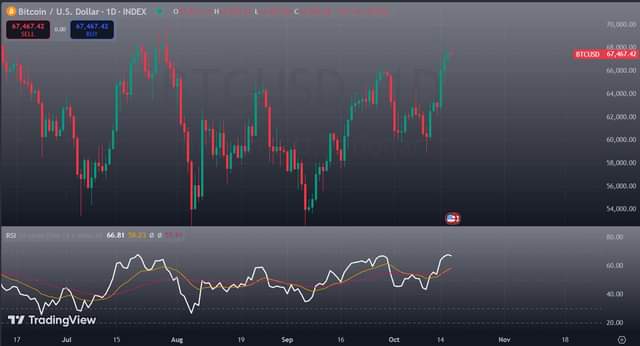 Bitcoin / U.S. Dollar · 1D · INDEX
67,467.42
SELL
0.00
67,467.42
BUY
70,000.00
BTCUSD 67,467.42
68,000.00
66,000.00
64,000.00
62,000.00
60,000.00
58,000.00
56,000.00
54,000.00
BTCUSD, 1D
RSI 66.81 Ø Ø
80.00
60.00
40.00
20.00
TradingView
17 Jul 15 Aug 19 Sep 16 Oct 14 Nov 18